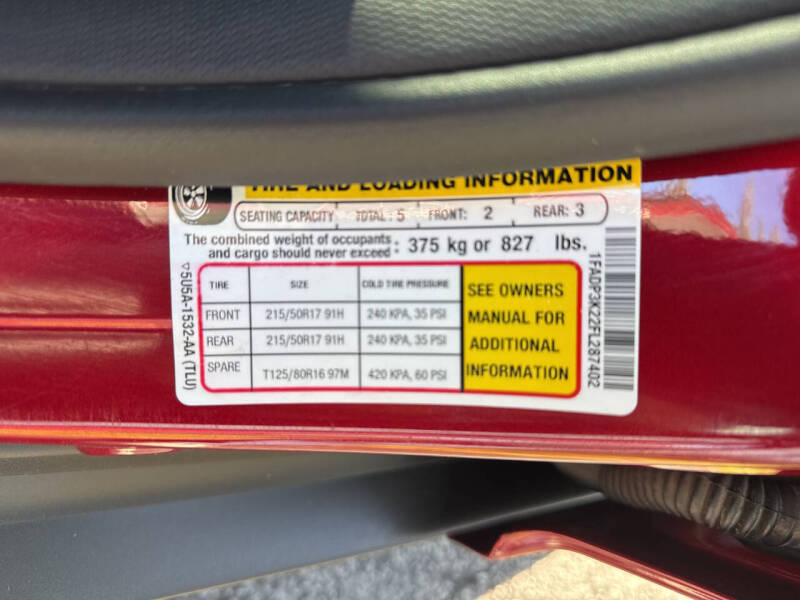 TIRE AND LOADING INFORMATION
SEATING CAPACITY TOTAL: 5 FRONT: 2 REAR: 3
The combined weight of occupants and cargo should never exceed: 375 kg or 827 lbs.
TIRE SIZE COLD TIRE PRESSURE
FRONT 215/50R17 91H 240 KPA, 35 PSI
REAR 215/50R17 91H 240 KPA, 35 PSI
SPARE T125/80R16 97M 420 KPA, 60 PSI
SEE OWNERS
MANUAL FOR
ADDITIONAL
INFORMATION
5U5A-1532-AA (TLU)
1FADP3K22FL287402